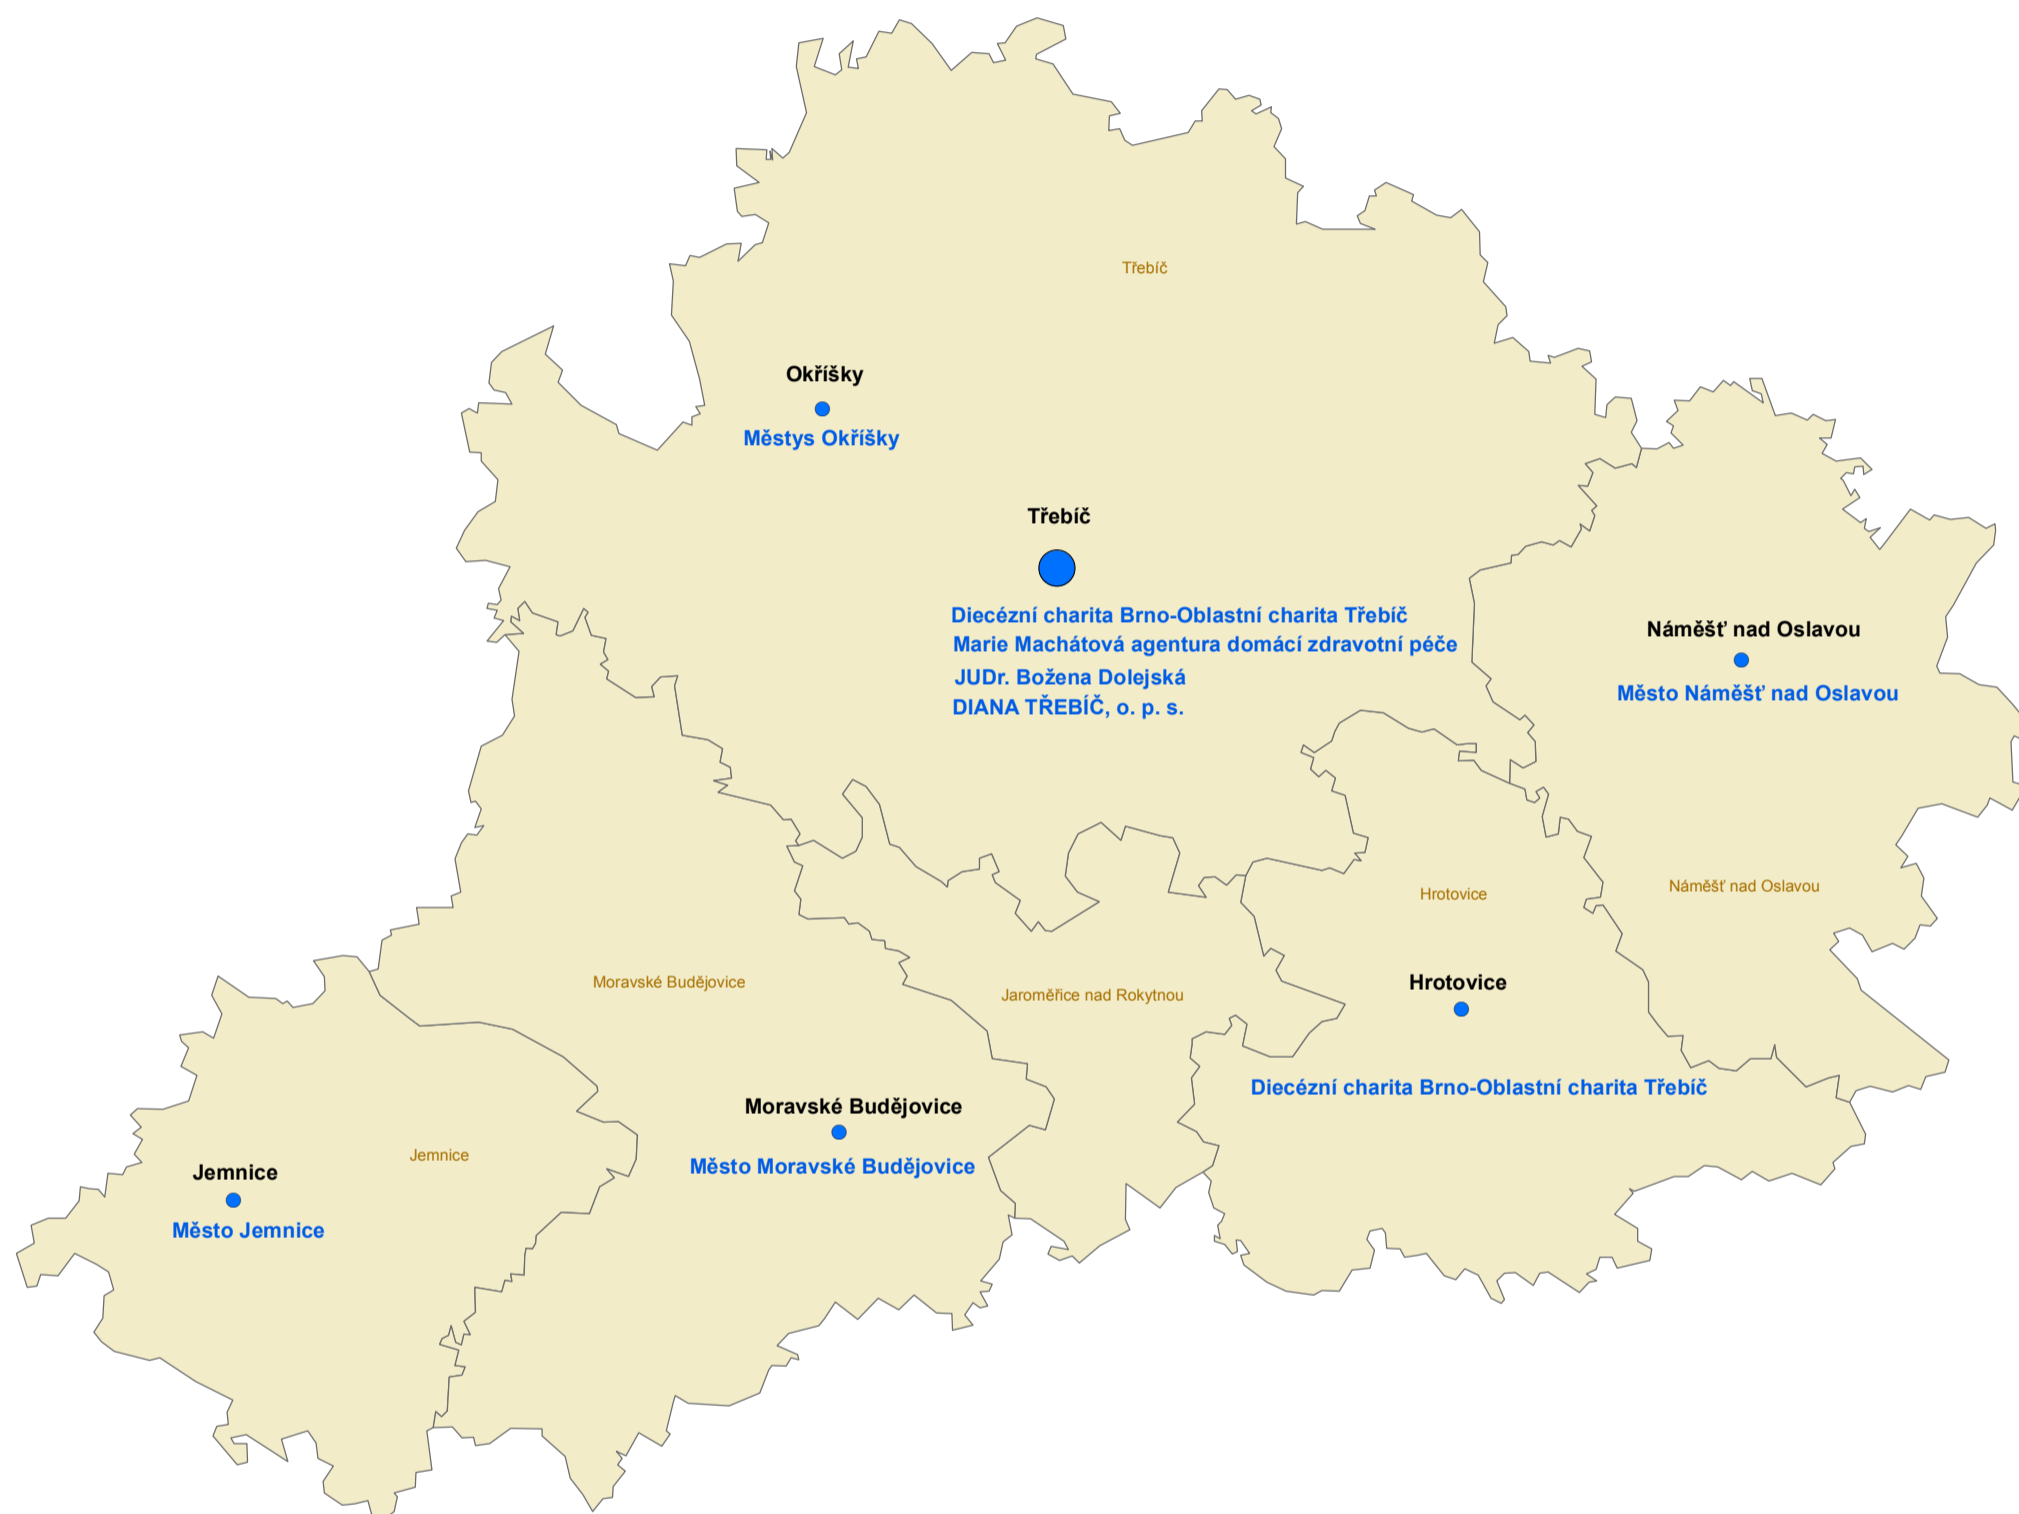 Třebíč
Okříšky
Městys Okříšky
Třebíč
Diecézní charita Brno-Oblastní charita Třebíč
Marie Machátová agentura domácí zdravotní péče
JUDr. Božena Dolejská
DIANA TŘEBÍČ, o. p. s.
Náměšť nad Oslavou
Město Náměšť nad Oslavou
Náměšť nad Oslavou
Hrotovice
Hrotovice
Diecézní charita Brno-Oblastní charita Třebíč
Moravské Budějovice
Jaroměřice nad Rokytnou
Moravské Budějovice
Město Moravské Budějovice
Jemnice
Jemnice
Město Jemnice